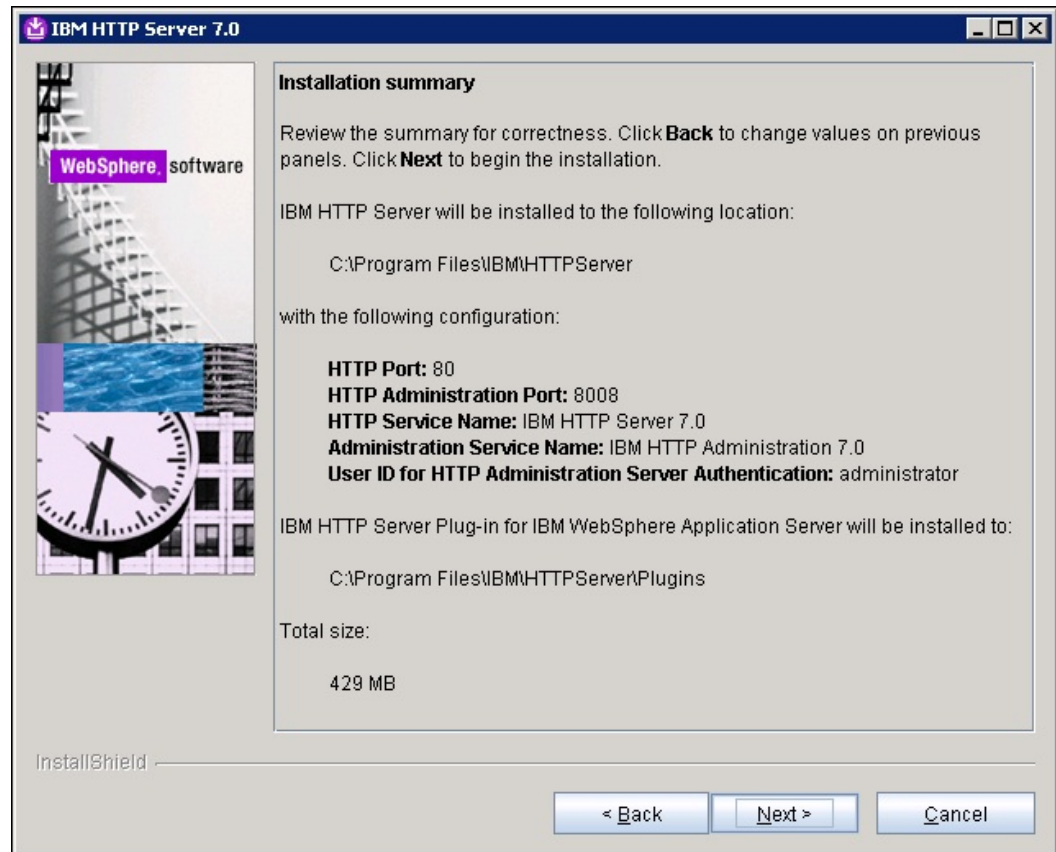 IBM HTTP Server 7.0
WebSphere. software
Installation summary
Review the summary for correctness. Click Back to change values on previous
panels. Click Next to begin the installation.
IBM HTTP Server will be installed to the following location:
C:\Program Files\IBM\HTTPServer
with the following configuration:
HTTP Port: 80
HTTP Administration Port: 8008
HTTP Service Name: IBM HTTP Server 7.0
Administration Service Name: IBM HTTP Administration 7.0
User ID for HTTP Administration Server Authentication: administrator
IBM HTTP Server Plug-in for IBM WebSphere Application Server will be installed to:
C:\Program Files\IBM\HTTPServer\Plugins
Total size:
429 MB
InstallShield
< Back
Next >
Cancel